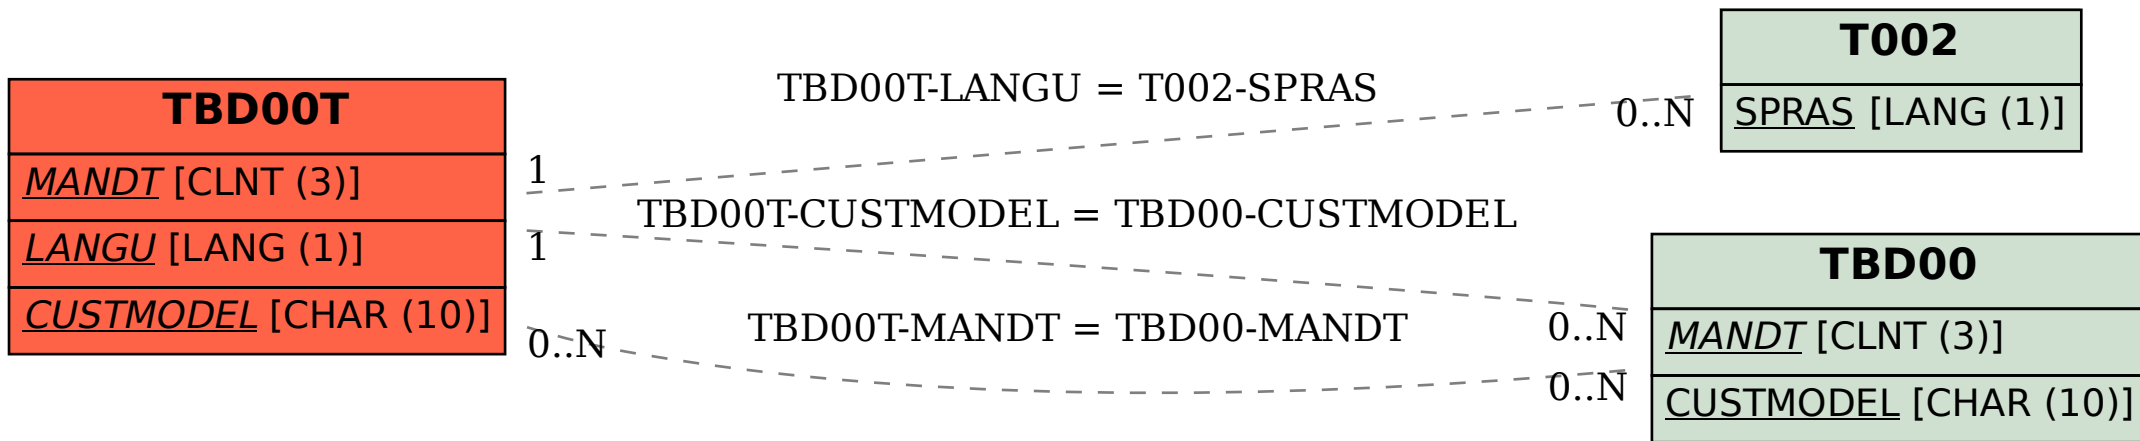 TBD00T
MANDT [CLNT (3)]
LANGU [LANG (1)]
CUSTMODEL [CHAR (10)]
TBD00T-LANGU = T002-SPRAS
1
0..N
TBD00T-CUSTMODEL = TBD00-CUSTMODEL
1
0..N
TBD00T-MANDT = TBD00-MANDT
0..N
0..N
T002
SPRAS [LANG (1)]
TBD00
MANDT [CLNT (3)]
CUSTMODEL [CHAR (10)]